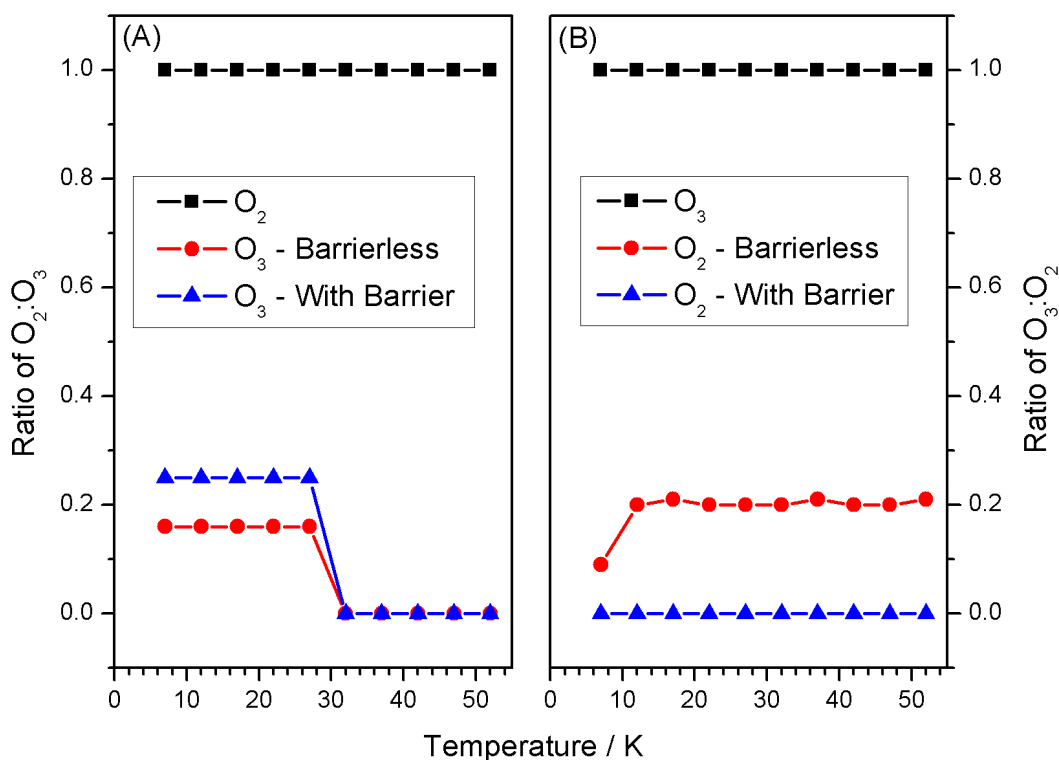 (A)
(B)
Ratio of O₂:O₃
1.0
0.8
0.6
0.4
0.2
0.0
O₂
O₃ - Barrierless
O₃ - With Barrier
0
10
20
30
40
50
O₃
O₂ - Barrierless
O₂ - With Barrier
0
10
20
30
40
50
1.0
0.8
0.6
0.4
0.2
0.0
Ratio of O₃:O₂
Temperature / K